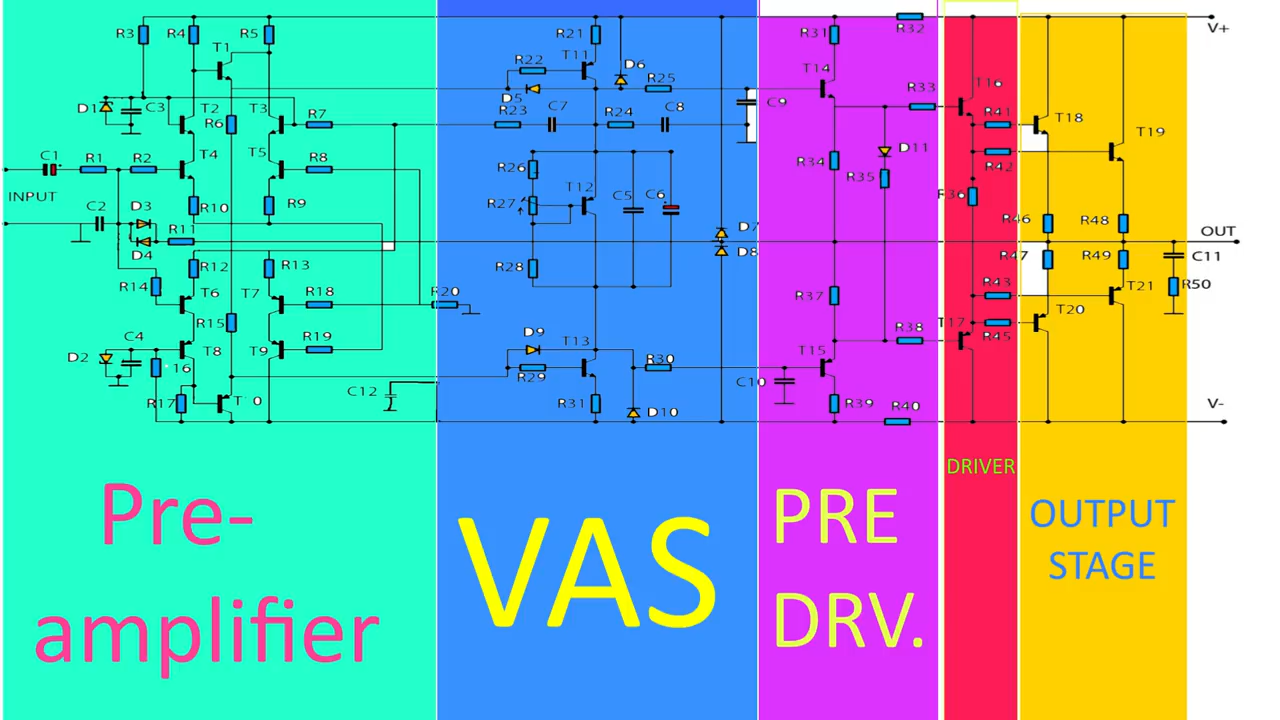 R3
R4
R5
R21
R31
R32
V+
T1
T11
D6
R22
R25
T14
T16
D5
R33
D1
C3
T2
T3
R6
R7
R23
C7
R24
C8
C9
R41
T18
T19
C1
R1
R2
T4
T5
R8
R26
R34
D11
R42
INPUT
R27
T12
R35
R36
C2
D3
R10
R9
C5
C6
R46
R48
R11
D7
OUT
D4
D8
R12
R13
R28
R47
R49
C11
R14
T6
T7
R18
R20
R37
R43
T21
R50
R15
T20
C4
R19
D9
T13
R38
T17
R45
D2
T8
T9
R30
T15
16
R29
C10
C12
R17
T 0
R31
D10
R39
R40
V-
Pre-
amplifier
VAS
PRE
DRV.
DRIVER
OUTPUT
STAGE